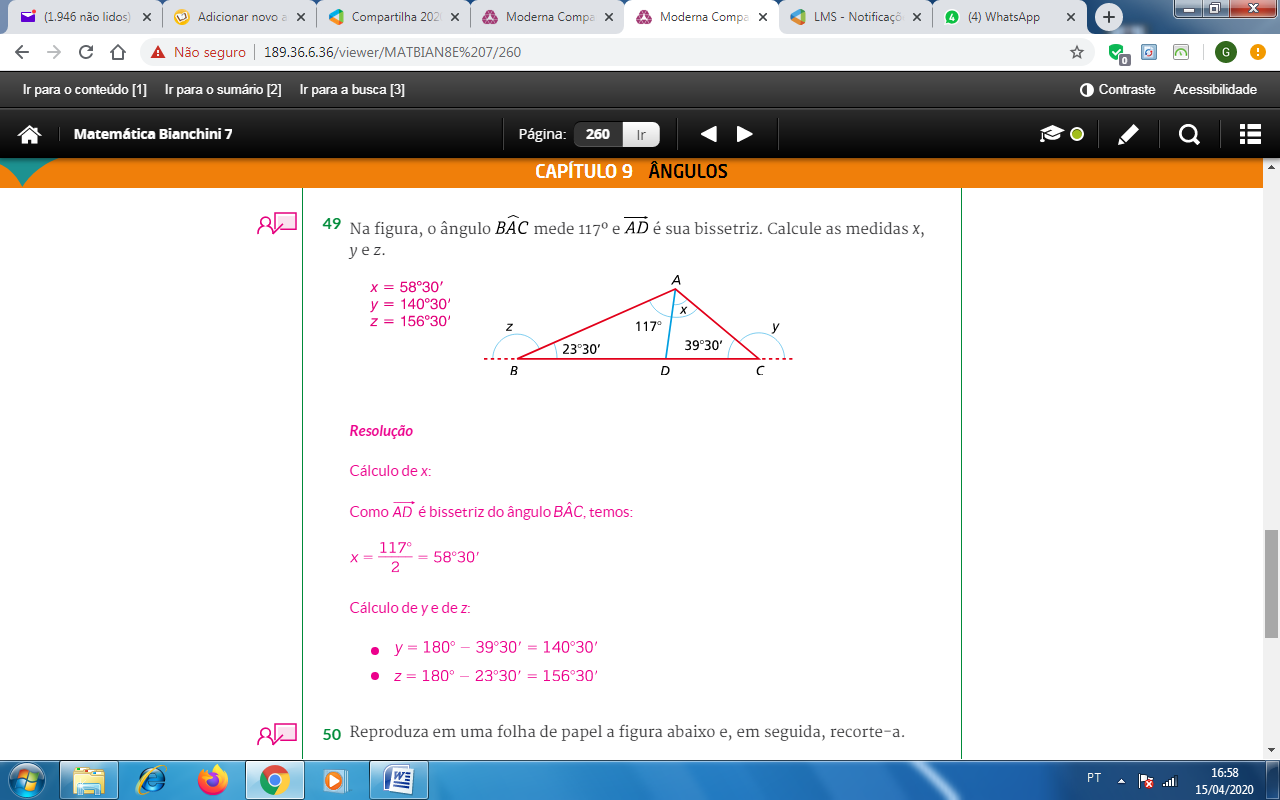 (1.946 não lidos)
Adicionar novo a
Compartilha 202
Moderna Compa
Moderna Compa
LMS - Notificaçõ
4
(4) WhatsApp
Não seguro
189.36.6.36/viewer/MATBIAN8E%207/260
0
G
Ir para o conteúdo [1]
Ir para o sumário [2]
Ir para a busca [3]
Contraste
Acessibilidade
Matemática Bianchini 7
Página:
260
Ir
CAPÍTULO 9 ÂNGULOS
49 Na figura, o ângulo BÂC mede 117º e AD é sua bissetriz. Calcule as medidas x,
y e z.
x = 58°30′
y = 140°30′
z = 156°30′
A
x
117°
z
y
23°30′
39°30′
B
D
C
Resolução
Cálculo de x:
Como AD é bissetriz do ângulo BÂC, temos:
x = 117°/2 = 58°30′
Cálculo de y e de z:
• y = 180° − 39°30′ = 140°30′
• z = 180° − 23°30′ = 156°30′
50 Reproduza em uma folha de papel a figura abaixo e, em seguida, recorte-a.
PT
16:58
15/04/2020